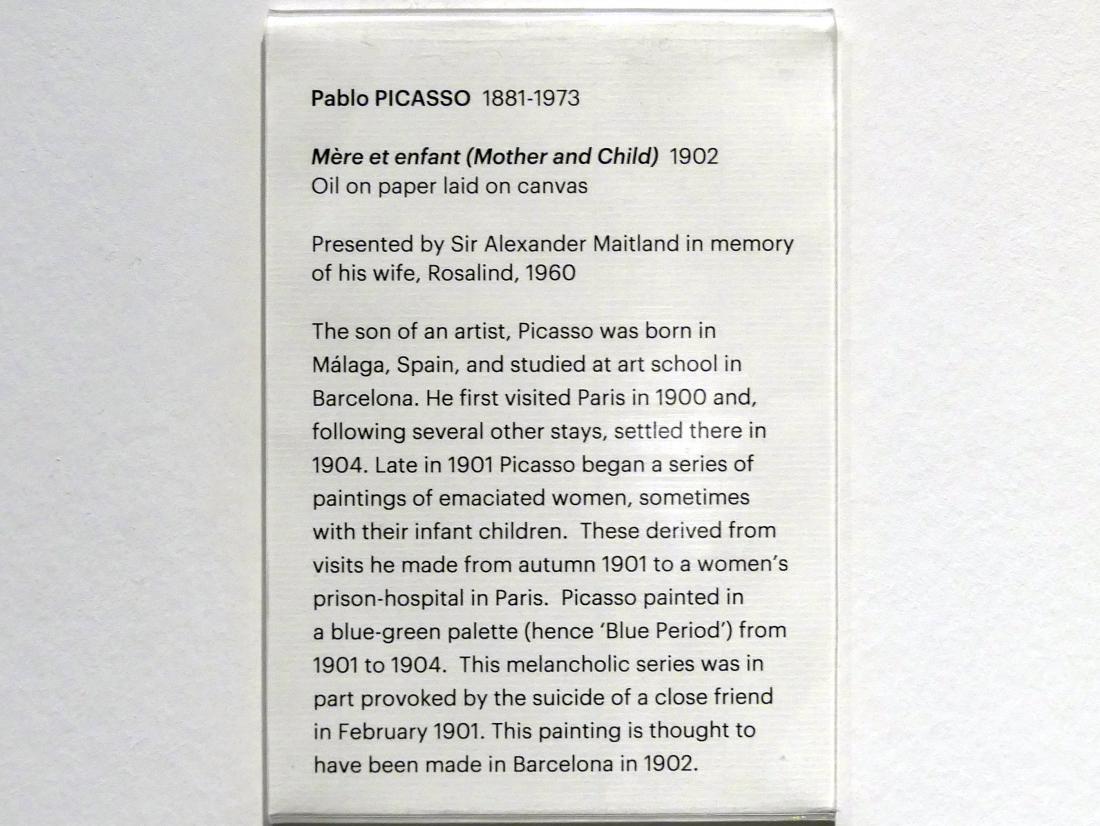 Pablo PICASSO 1881-1973
Mère et enfant (Mother and Child) 1902
Oil on paper laid on canvas
Presented by Sir Alexander Maitland in memory
of his wife, Rosalind, 1960
The son of an artist, Picasso was born in
Málaga, Spain, and studied at art school in
Barcelona. He first visited Paris in 1900 and,
following several other stays, settled there in
1904. Late in 1901 Picasso began a series of
paintings of emaciated women, sometimes
with their infant children.  These derived from
visits he made from autumn 1901 to a women’s
prison-hospital in Paris.  Picasso painted in
a blue-green palette (hence ‘Blue Period’) from
1901 to 1904.  This melancholic series was in
part provoked by the suicide of a close friend
in February 1901. This painting is thought to
have been made in Barcelona in 1902.